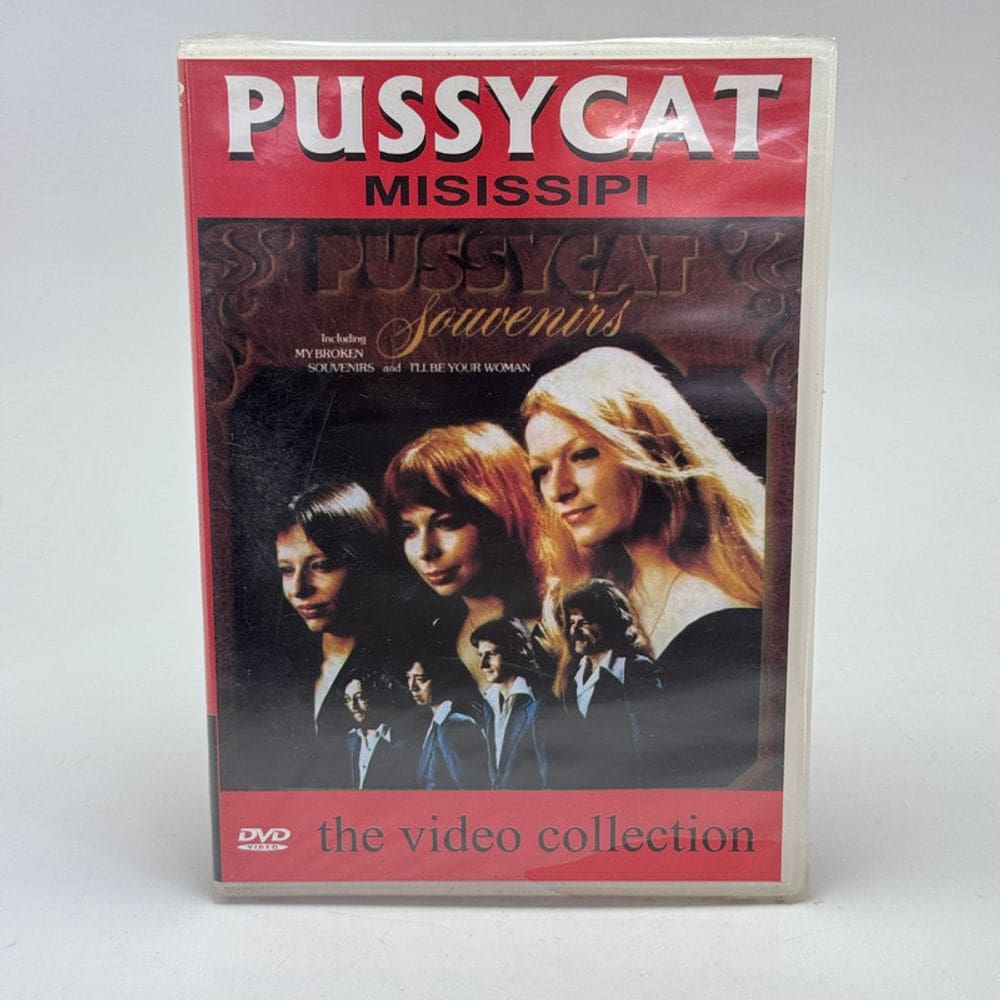 PUSSYCAT
MISISSIPI
PUSSYCAT
Souvenirs
Including
MY BROKEN
SOUVENIRS and I'LL BE YOUR WOMAN
DVD
VIDEO
the video collection